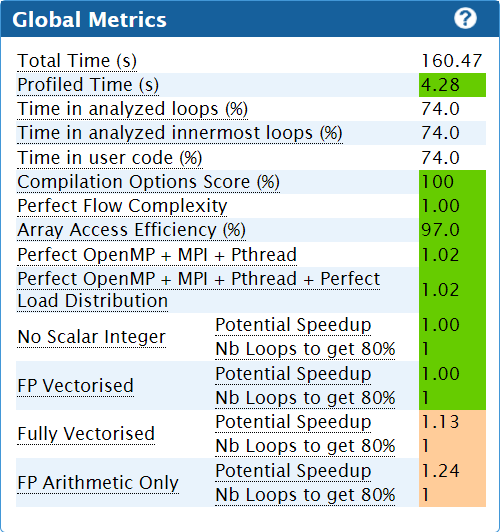 Global Metrics ?
Total Time (s) 160.47
Profiled Time (s) 4.28
Time in analyzed loops (%) 74.0
Time in analyzed innermost loops (%) 74.0
Time in user code (%) 74.0
Compilation Options Score (%) 100
Perfect Flow Complexity 1.00
Array Access Efficiency (%) 97.0
Perfect OpenMP + MPI + Pthread 1.02
Perfect OpenMP + MPI + Pthread + Perfect
Load Distribution 1.02
No Scalar Integer Potential Speedup 1.00
Nb Loops to get 80% 1
FP Vectorised Potential Speedup 1.00
Nb Loops to get 80% 1
Fully Vectorised Potential Speedup 1.13
Nb Loops to get 80% 1
FP Arithmetic Only Potential Speedup 1.24
Nb Loops to get 80% 1